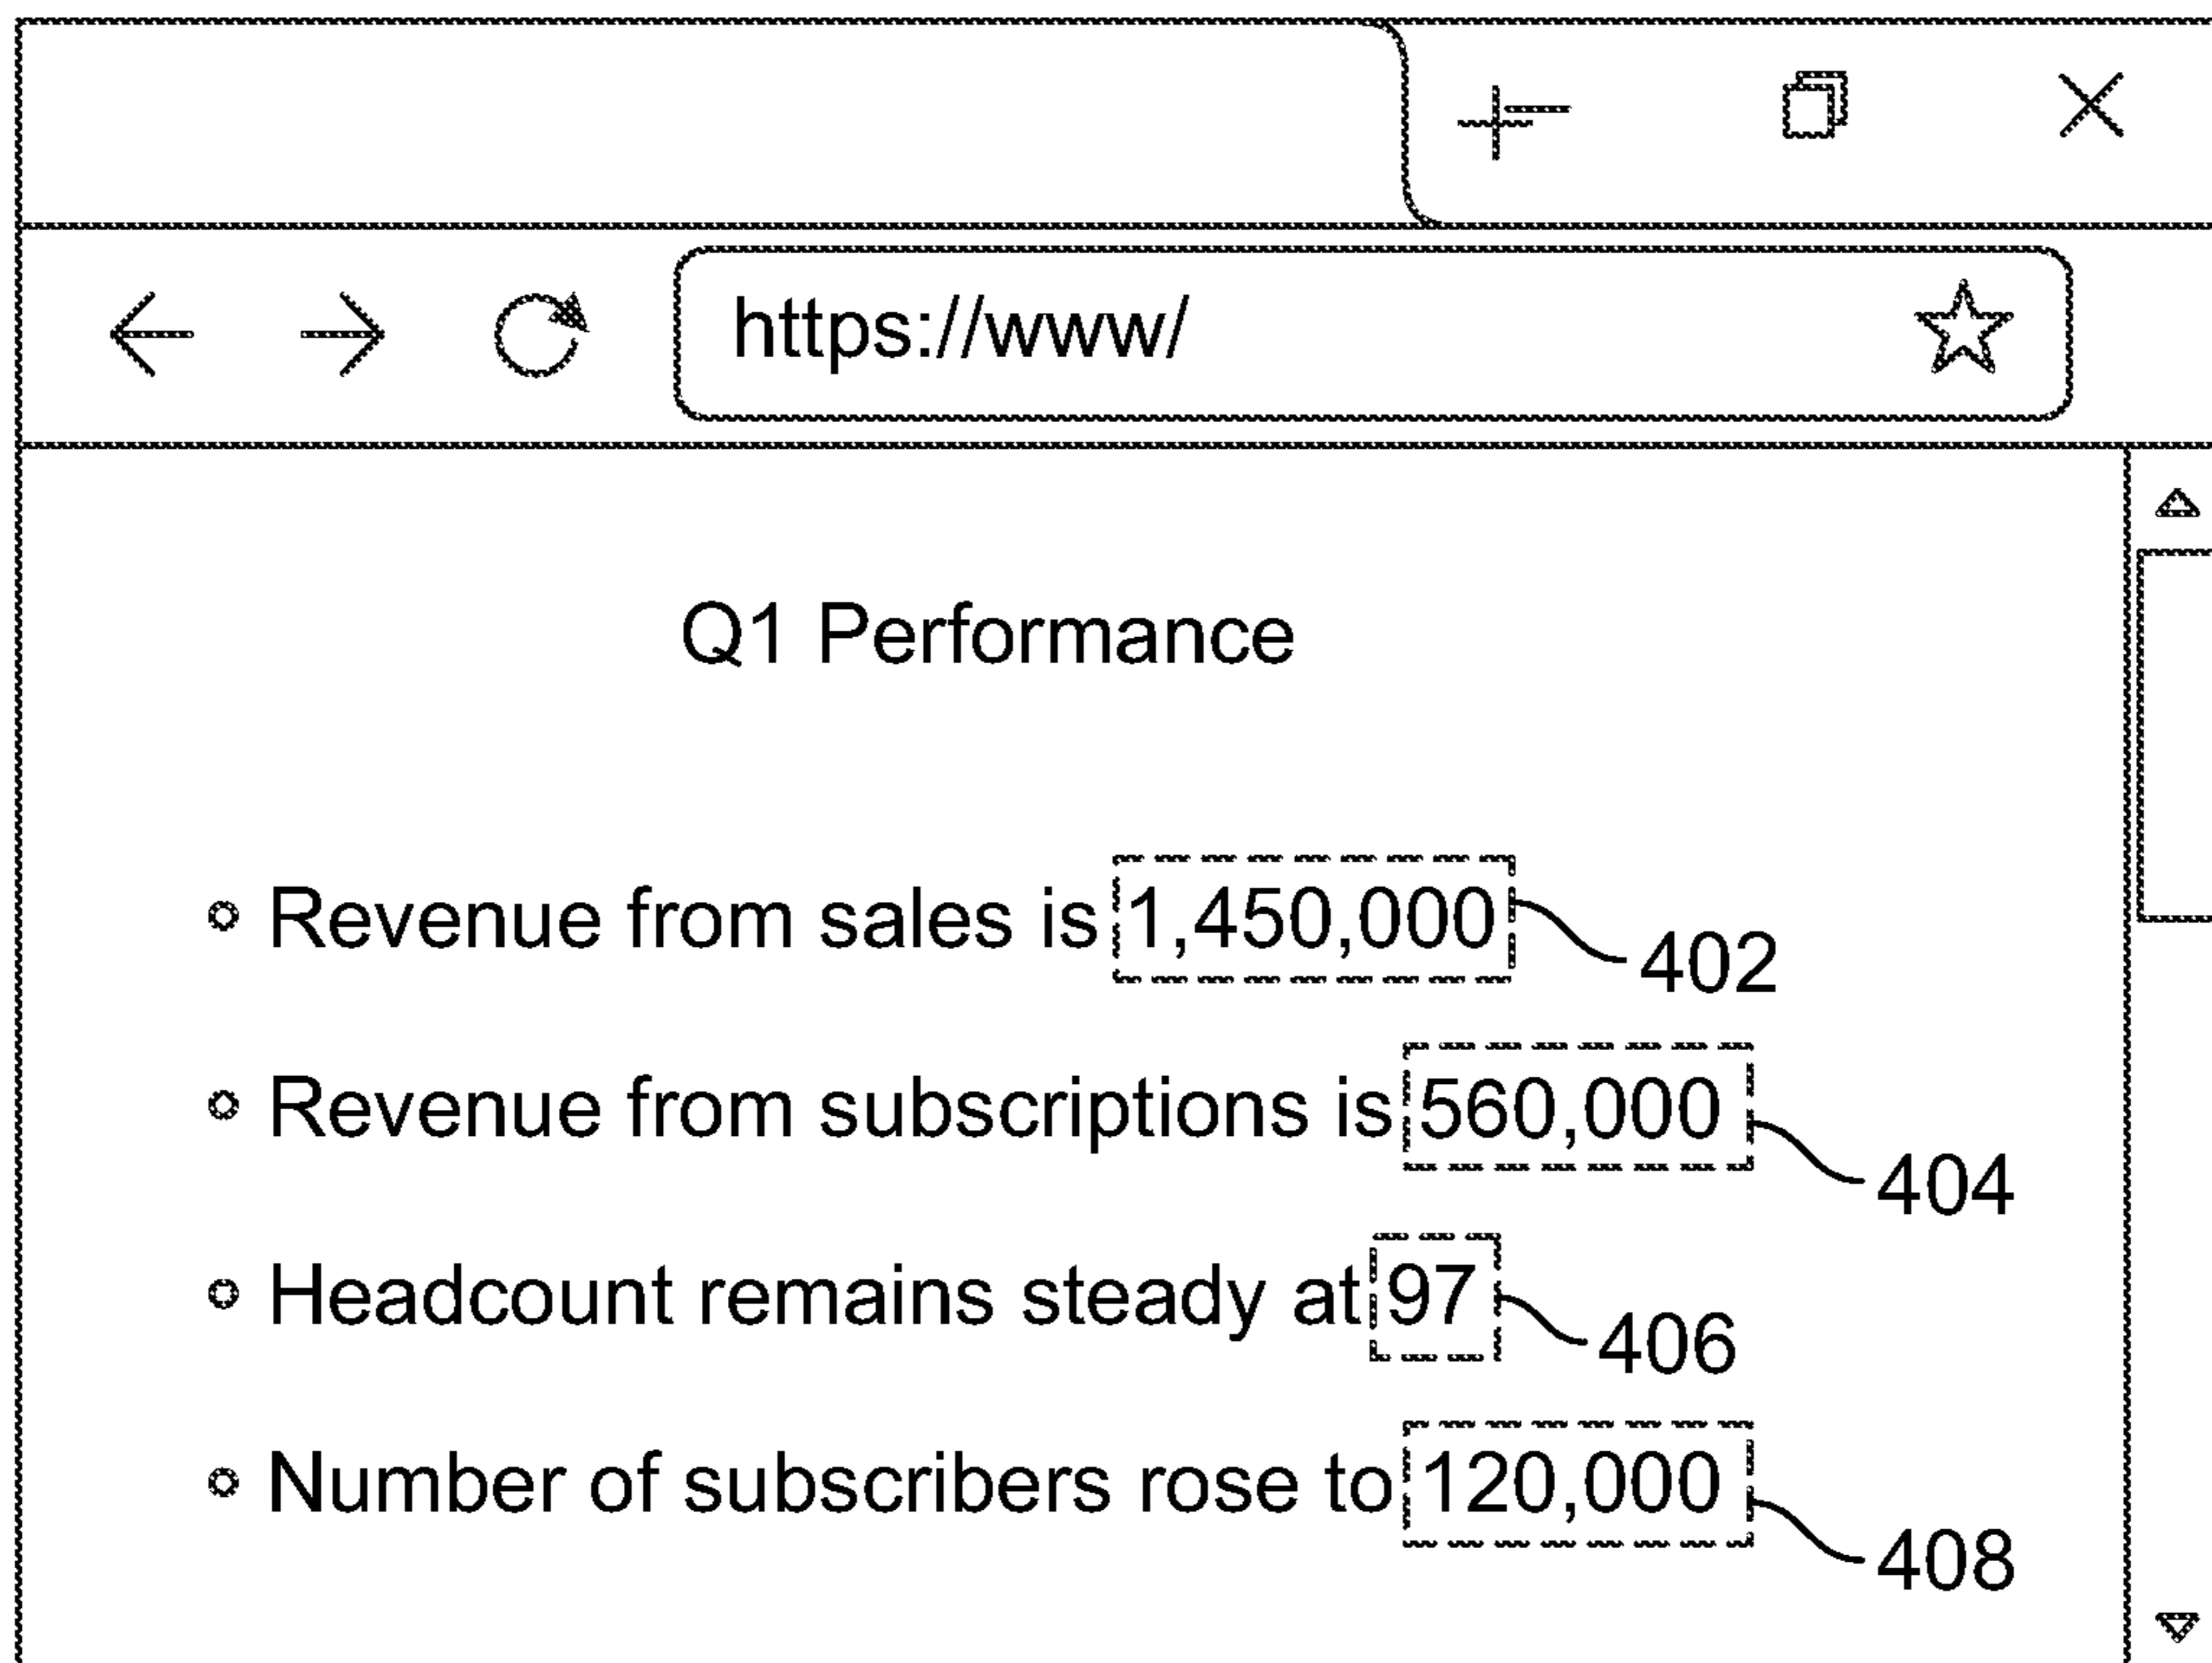 https://www/
Q1 Performance
Revenue from sales is 1,450,000
402
Revenue from subscriptions is 560,000
404
Headcount remains steady at 97
406
Number of subscribers rose to 120,000
408